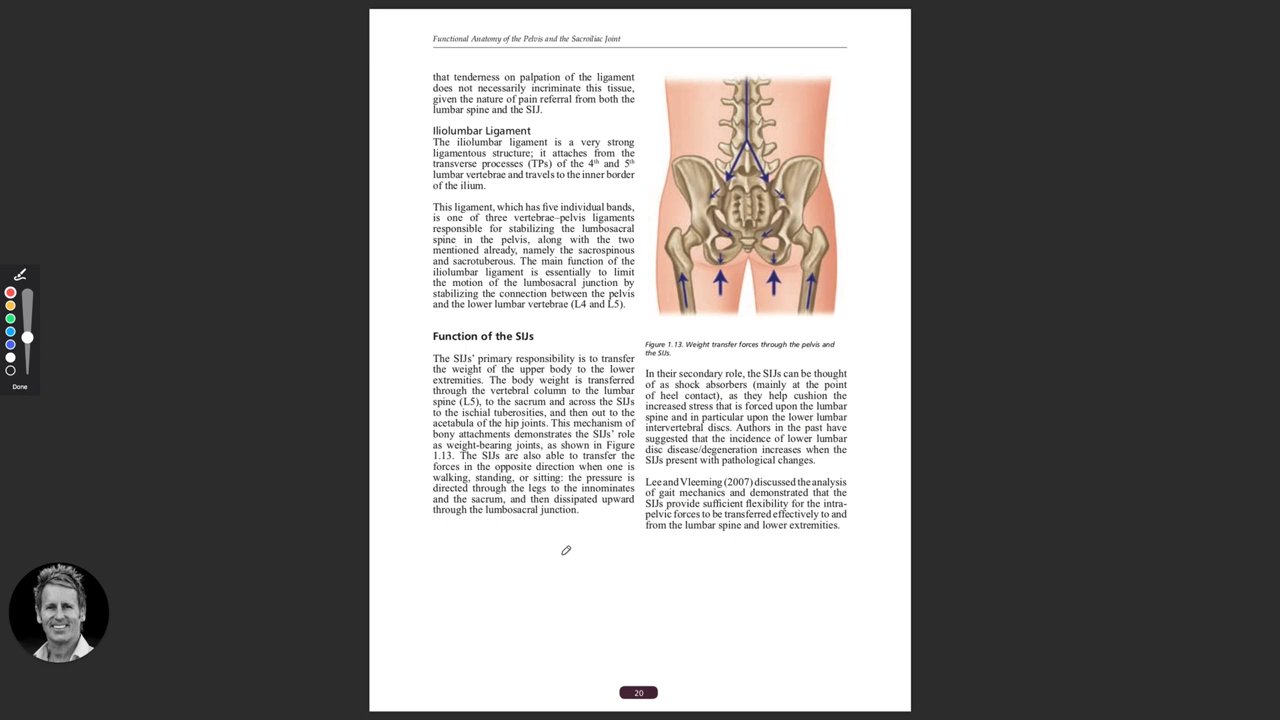 Functional Anatomy of the Pelvis and the Sacroiliac Joint
that tenderness on palpation of the ligament
does not necessarily incriminate this tissue,
given the nature of pain referral from both the
lumbar spine and the SIJ.
Iliolumbar Ligament
The iliolumbar ligament is a very strong
ligamentous structure; it attaches from the
transverse processes (TPs) of the 4th and 5th
lumbar vertebrae and travels to the inner border
of the ilium.
This ligament, which has five individual bands,
is one of three vertebrae–pelvis ligaments
responsible for stabilizing the lumbosacral
spine in the pelvis, along with the two
mentioned already, namely the sacrospinous
and sacrotuberous. The main function of the
iliolumbar ligament is essentially to limit
the motion of the lumbosacral junction by
stabilizing the connection between the pelvis
and the lower lumbar vertebrae (L4 and L5).
Function of the SIJs
The SIJs' primary responsibility is to transfer
the weight of the upper body to the lower
extremities. The body weight is transferred
through the vertebral column to the lumbar
spine (L5), to the sacrum and across the SIJs
to the ischial tuberosities, and then out to the
acetabula of the hip joints. This mechanism of
bony attachments demonstrates the SIJs' role
as weight-bearing joints, as shown in Figure
1.13. The SIJs are also able to transfer the
forces in the opposite direction when one is
walking, standing, or sitting: the pressure is
directed through the legs to the innominates
and the sacrum, and then dissipated upward
through the lumbosacral junction.
Figure 1.13. Weight transfer forces through the pelvis and
the SIJs.
In their secondary role, the SIJs can be thought
of as shock absorbers (mainly at the point
of heel contact), as they help cushion the
increased stress that is forced upon the lumbar
spine and in particular upon the lower lumbar
intervertebral discs. Authors in the past have
suggested that the incidence of lower lumbar
disc disease/degeneration increases when the
SIJs present with pathological changes.
Lee and Vleeming (2007) discussed the analysis
of gait mechanics and demonstrated that the
SIJs provide sufficient flexibility for the intra-
pelvic forces to be transferred effectively to and
from the lumbar spine and lower extremities.
Done
20